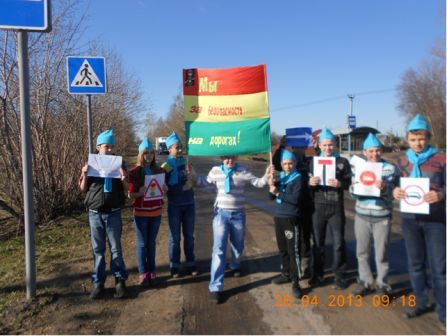 Мы
за безопасность
на дорогах!
20.04.2013 09:18